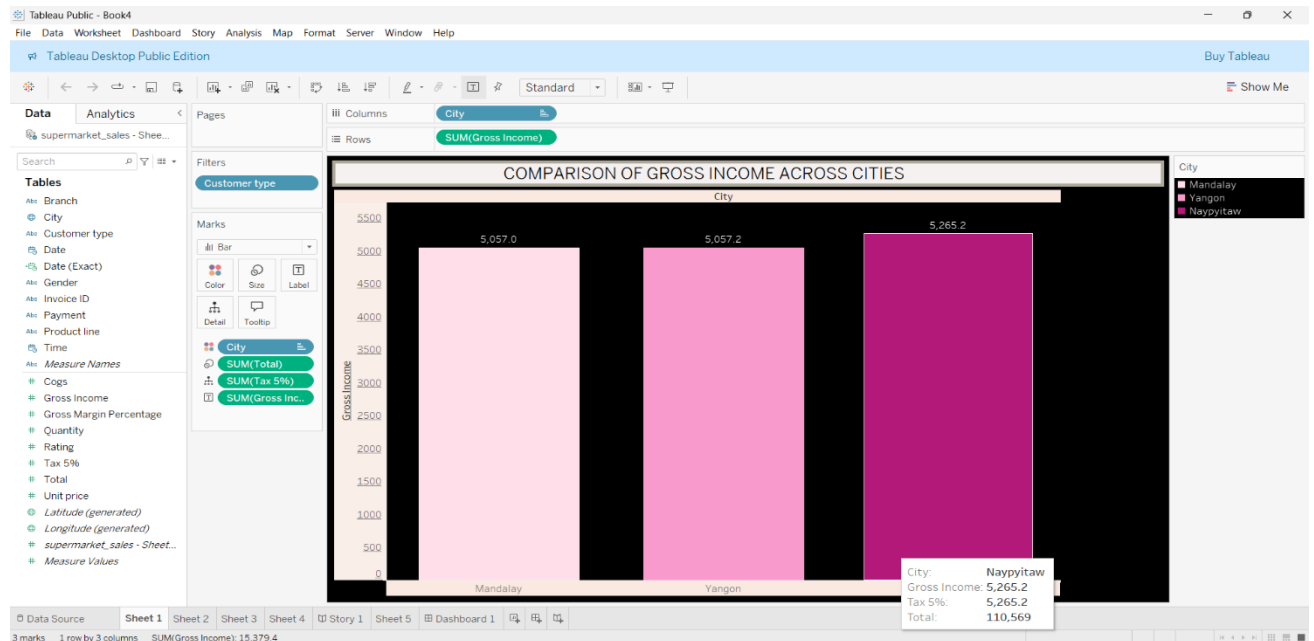 Tableau Public - Book4
File Data Worksheet Dashboard Story Analysis Map Format Server Window Help
Tableau Desktop Public Edition
Buy Tableau
Standard
Show Me
Data Analytics
supermarket_sales - Shee...
Search
Tables
Abc Branch
City
Abc Customer type
Date
Date (Exact)
Abc Gender
Abc Invoice ID
Abc Payment
Abc Product line
Time
Abc Measure Names
# Cogs
# Gross Income
# Gross Margin Percentage
# Quantity
# Rating
# Tax 5%
# Total
# Unit price
Latitude (generated)
Longitude (generated)
# supermarket_sales - Sheet...
# Measure Values
Pages
Filters
Customer type
Marks
Bar
Color Size Label
Detail Tooltip
City
SUM(Total)
SUM(Tax 5%)
SUM(Gross Inc..
Columns City
Rows SUM(Gross Income)
COMPARISON OF GROSS INCOME ACROSS CITIES
City
Gross Income
5500
5000
4500
4000
3500
3000
2500
2000
1500
1000
500
0
5,057.0
5,057.2
5,265.2
Mandalay
Yangon
City: Naypyitaw
Gross Income: 5,265.2
Tax 5%: 5,265.2
Total: 110,569
City
Mandalay
Yangon
Naypyitaw
Data Source Sheet 1 Sheet 2 Sheet 3 Sheet 4 Story 1 Sheet 5 Dashboard 1
3 marks 1 row by 3 columns SUM(Gross Income): 15,379.4